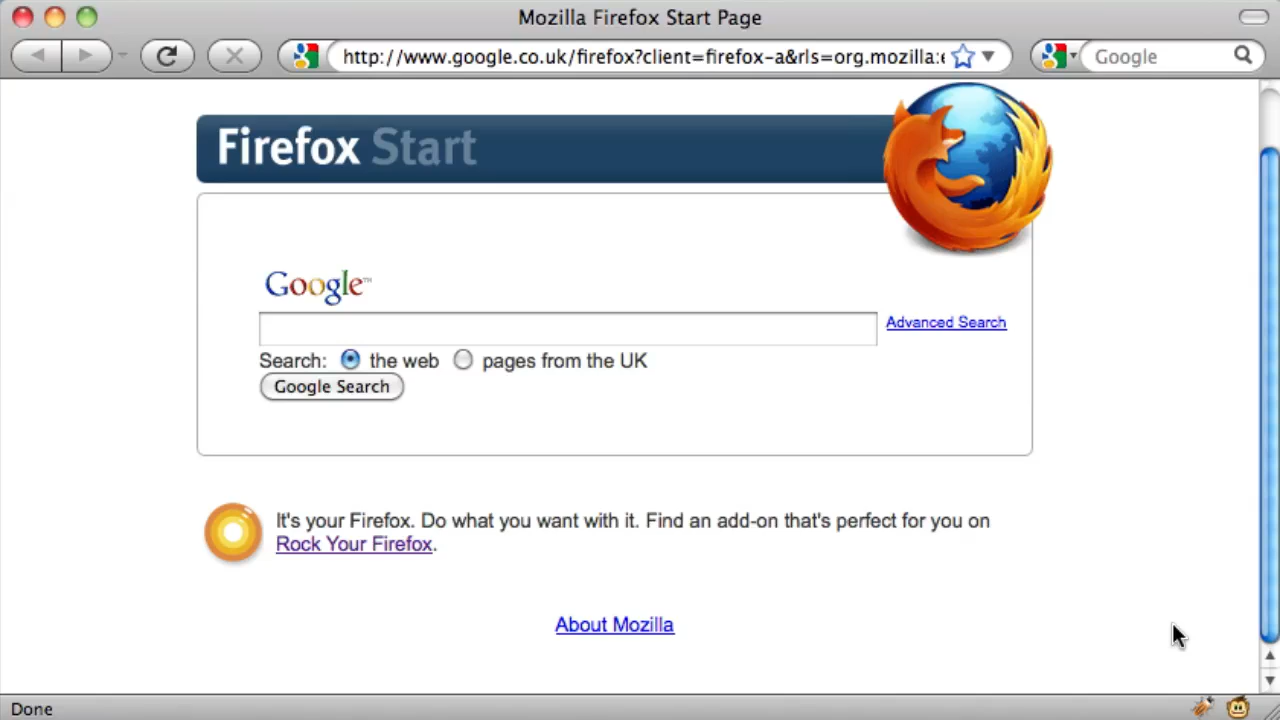 Mozilla Firefox Start Page
http://www.google.co.uk/firefox?client=firefox-a&rls=org.mozilla:e
Google
Firefox Start
Google™
Advanced Search
Search: the web pages from the UK
Google Search
It's your Firefox. Do what you want with it. Find an add-on that's perfect for you on
Rock Your Firefox.
About Mozilla
Done